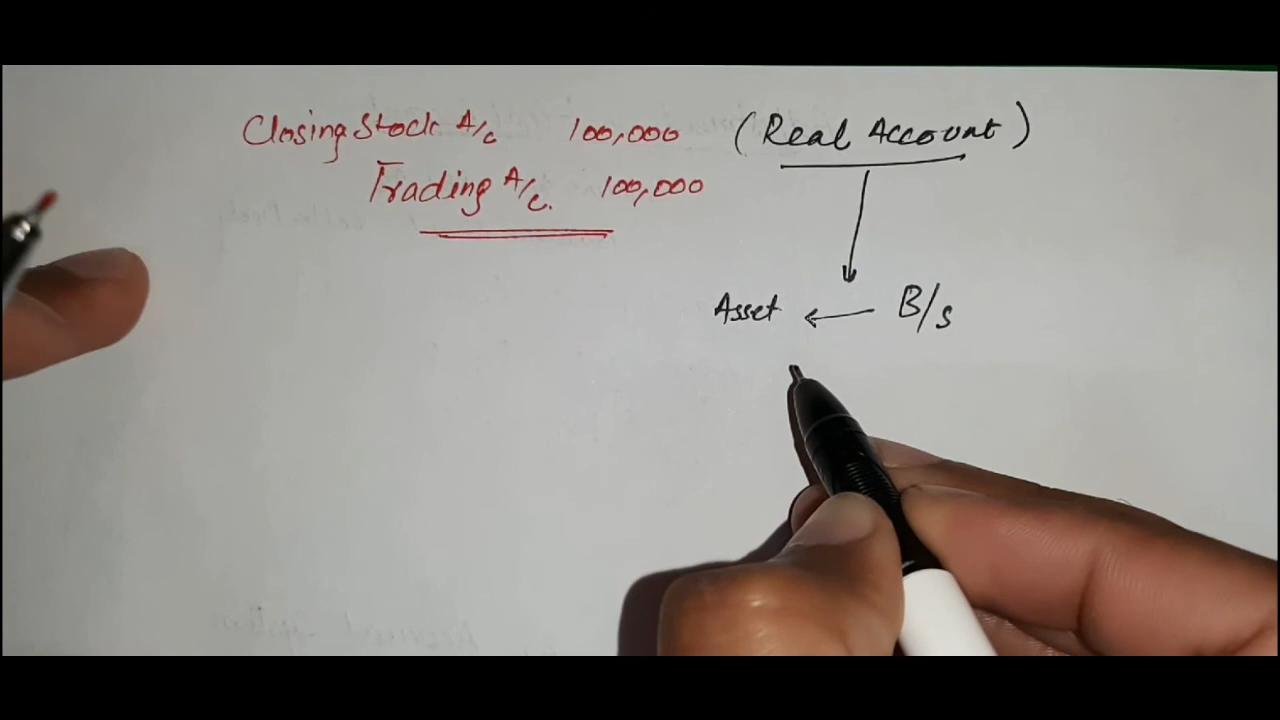 Closing Stock A/c 100,000 (Real Account)
Trading A/c. 100,000
Asset ← B/s